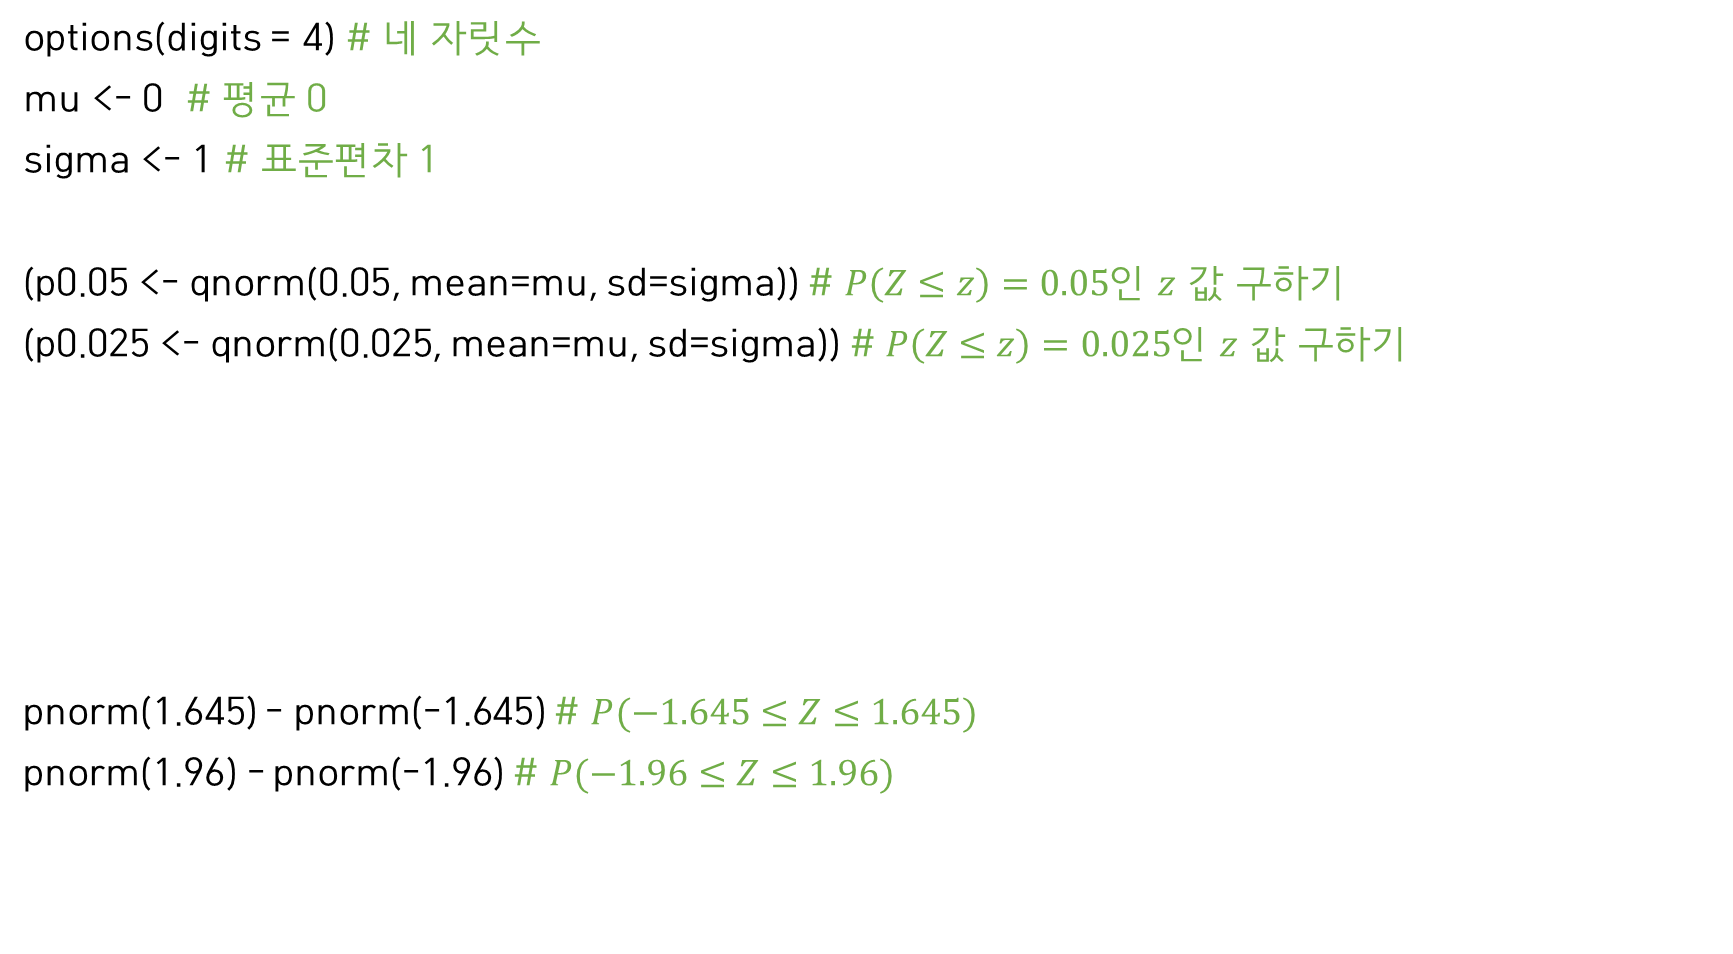 options(digits = 4) # 네 자릿수
mu <- 0 # 평균 0
sigma <- 1 # 표준편차 1
(p0.05 <- qnorm(0.05, mean=mu, sd=sigma)) # P(Z ≤ z) = 0.05인 z 값 구하기
(p0.025 <- qnorm(0.025, mean=mu, sd=sigma)) # P(Z ≤ z) = 0.025인 z 값 구하기
pnorm(1.645) - pnorm(-1.645) # P(−1.645 ≤ Z ≤ 1.645)
pnorm(1.96) - pnorm(-1.96) # P(−1.96 ≤ Z ≤ 1.96)